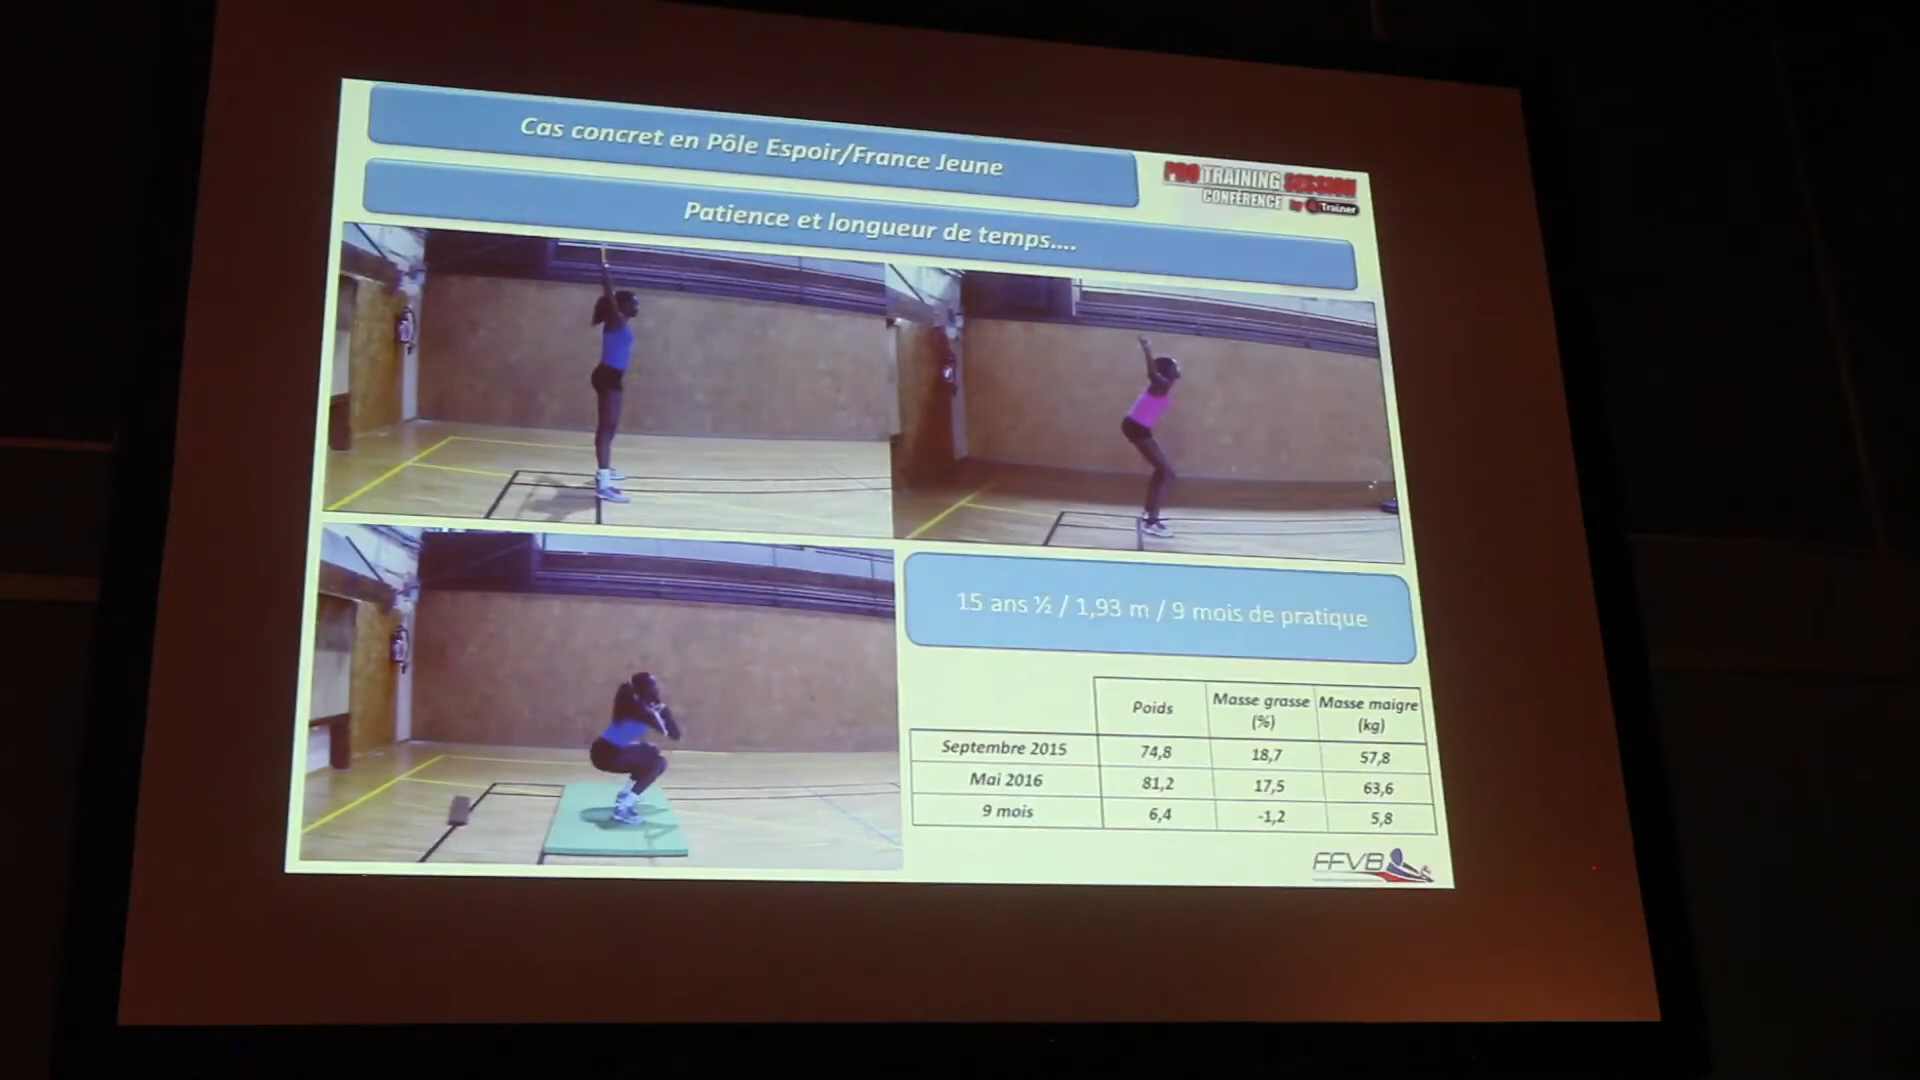 Cas concret en Pôle Espoir/France Jeune
PRO TRAINING SESSION
CONFÉRENCE by Trainer
Patience et longueur de temps....
15 ans ½ / 1,93 m / 9 mois de pratique
Poids Masse grasse (%) Masse maigre (kg)
Septembre 2015 74,8 18,7 57,8
Mai 2016 81,2 17,5 63,6
9 mois 6,4 -1,2 5,8
FFVB